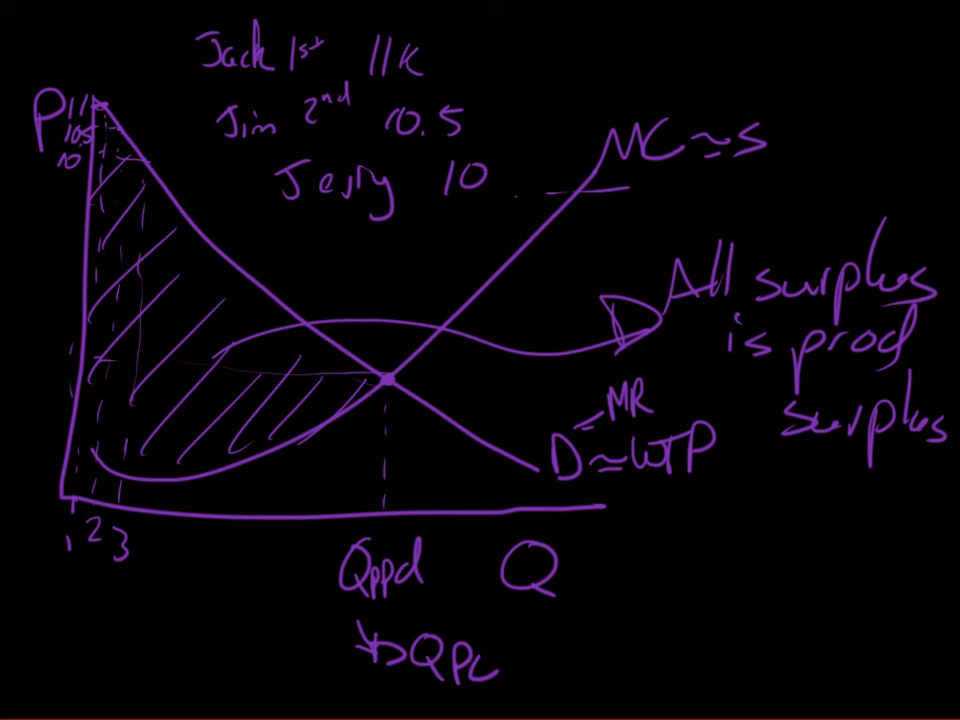 Jack 1st 11K
Jim 2nd 10.5
Jerry 10
P 11
10.5
10
MC ≃ S
All surplus
is prod
surplus
= MR
D ≃ WTP
1 2 3
Qppd Q
↳ QPC